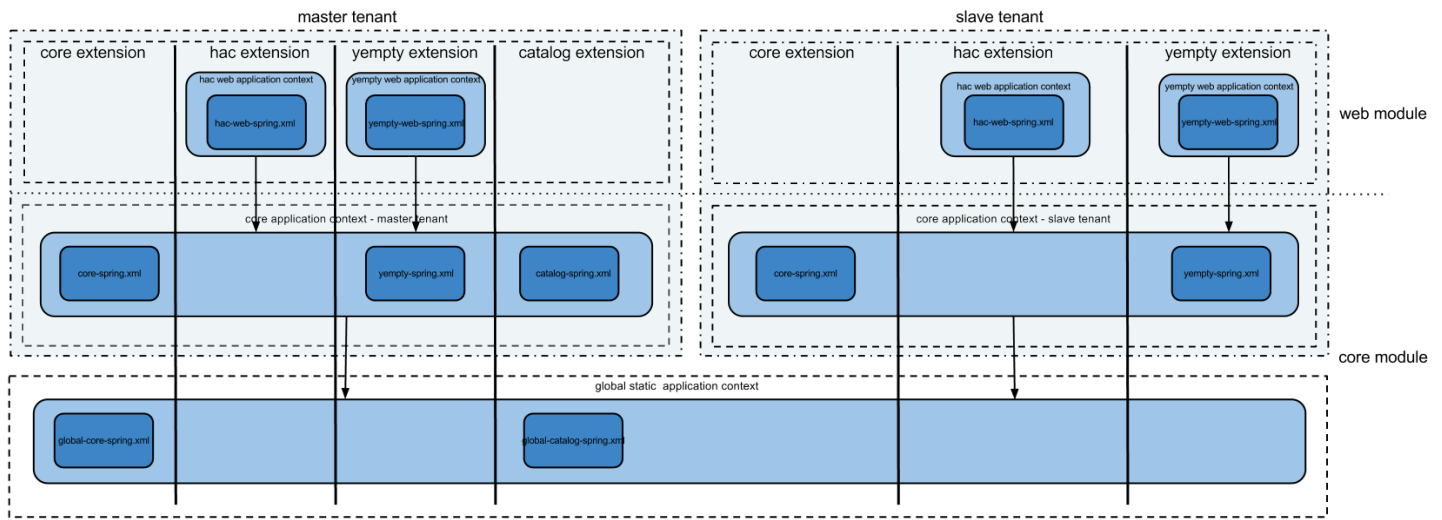 master tenant
slave tenant
core extension
hac extension
yempty extension
catalog extension
core extension
hac extension
yempty extension
hac web application context
yempty web application context
hac web application context
yempty web application context
hac-web-spring.xml
yempty-web-spring.xml
hac-web-spring.xml
yempty-web-spring.xml
web module
core application context - master tenant
core application context - slave tenant
core-spring.xml
yempty-spring.xml
catalog-spring.xml
core-spring.xml
yempty-spring.xml
core module
global static application context
global-core-spring.xml
global-catalog-spring.xml